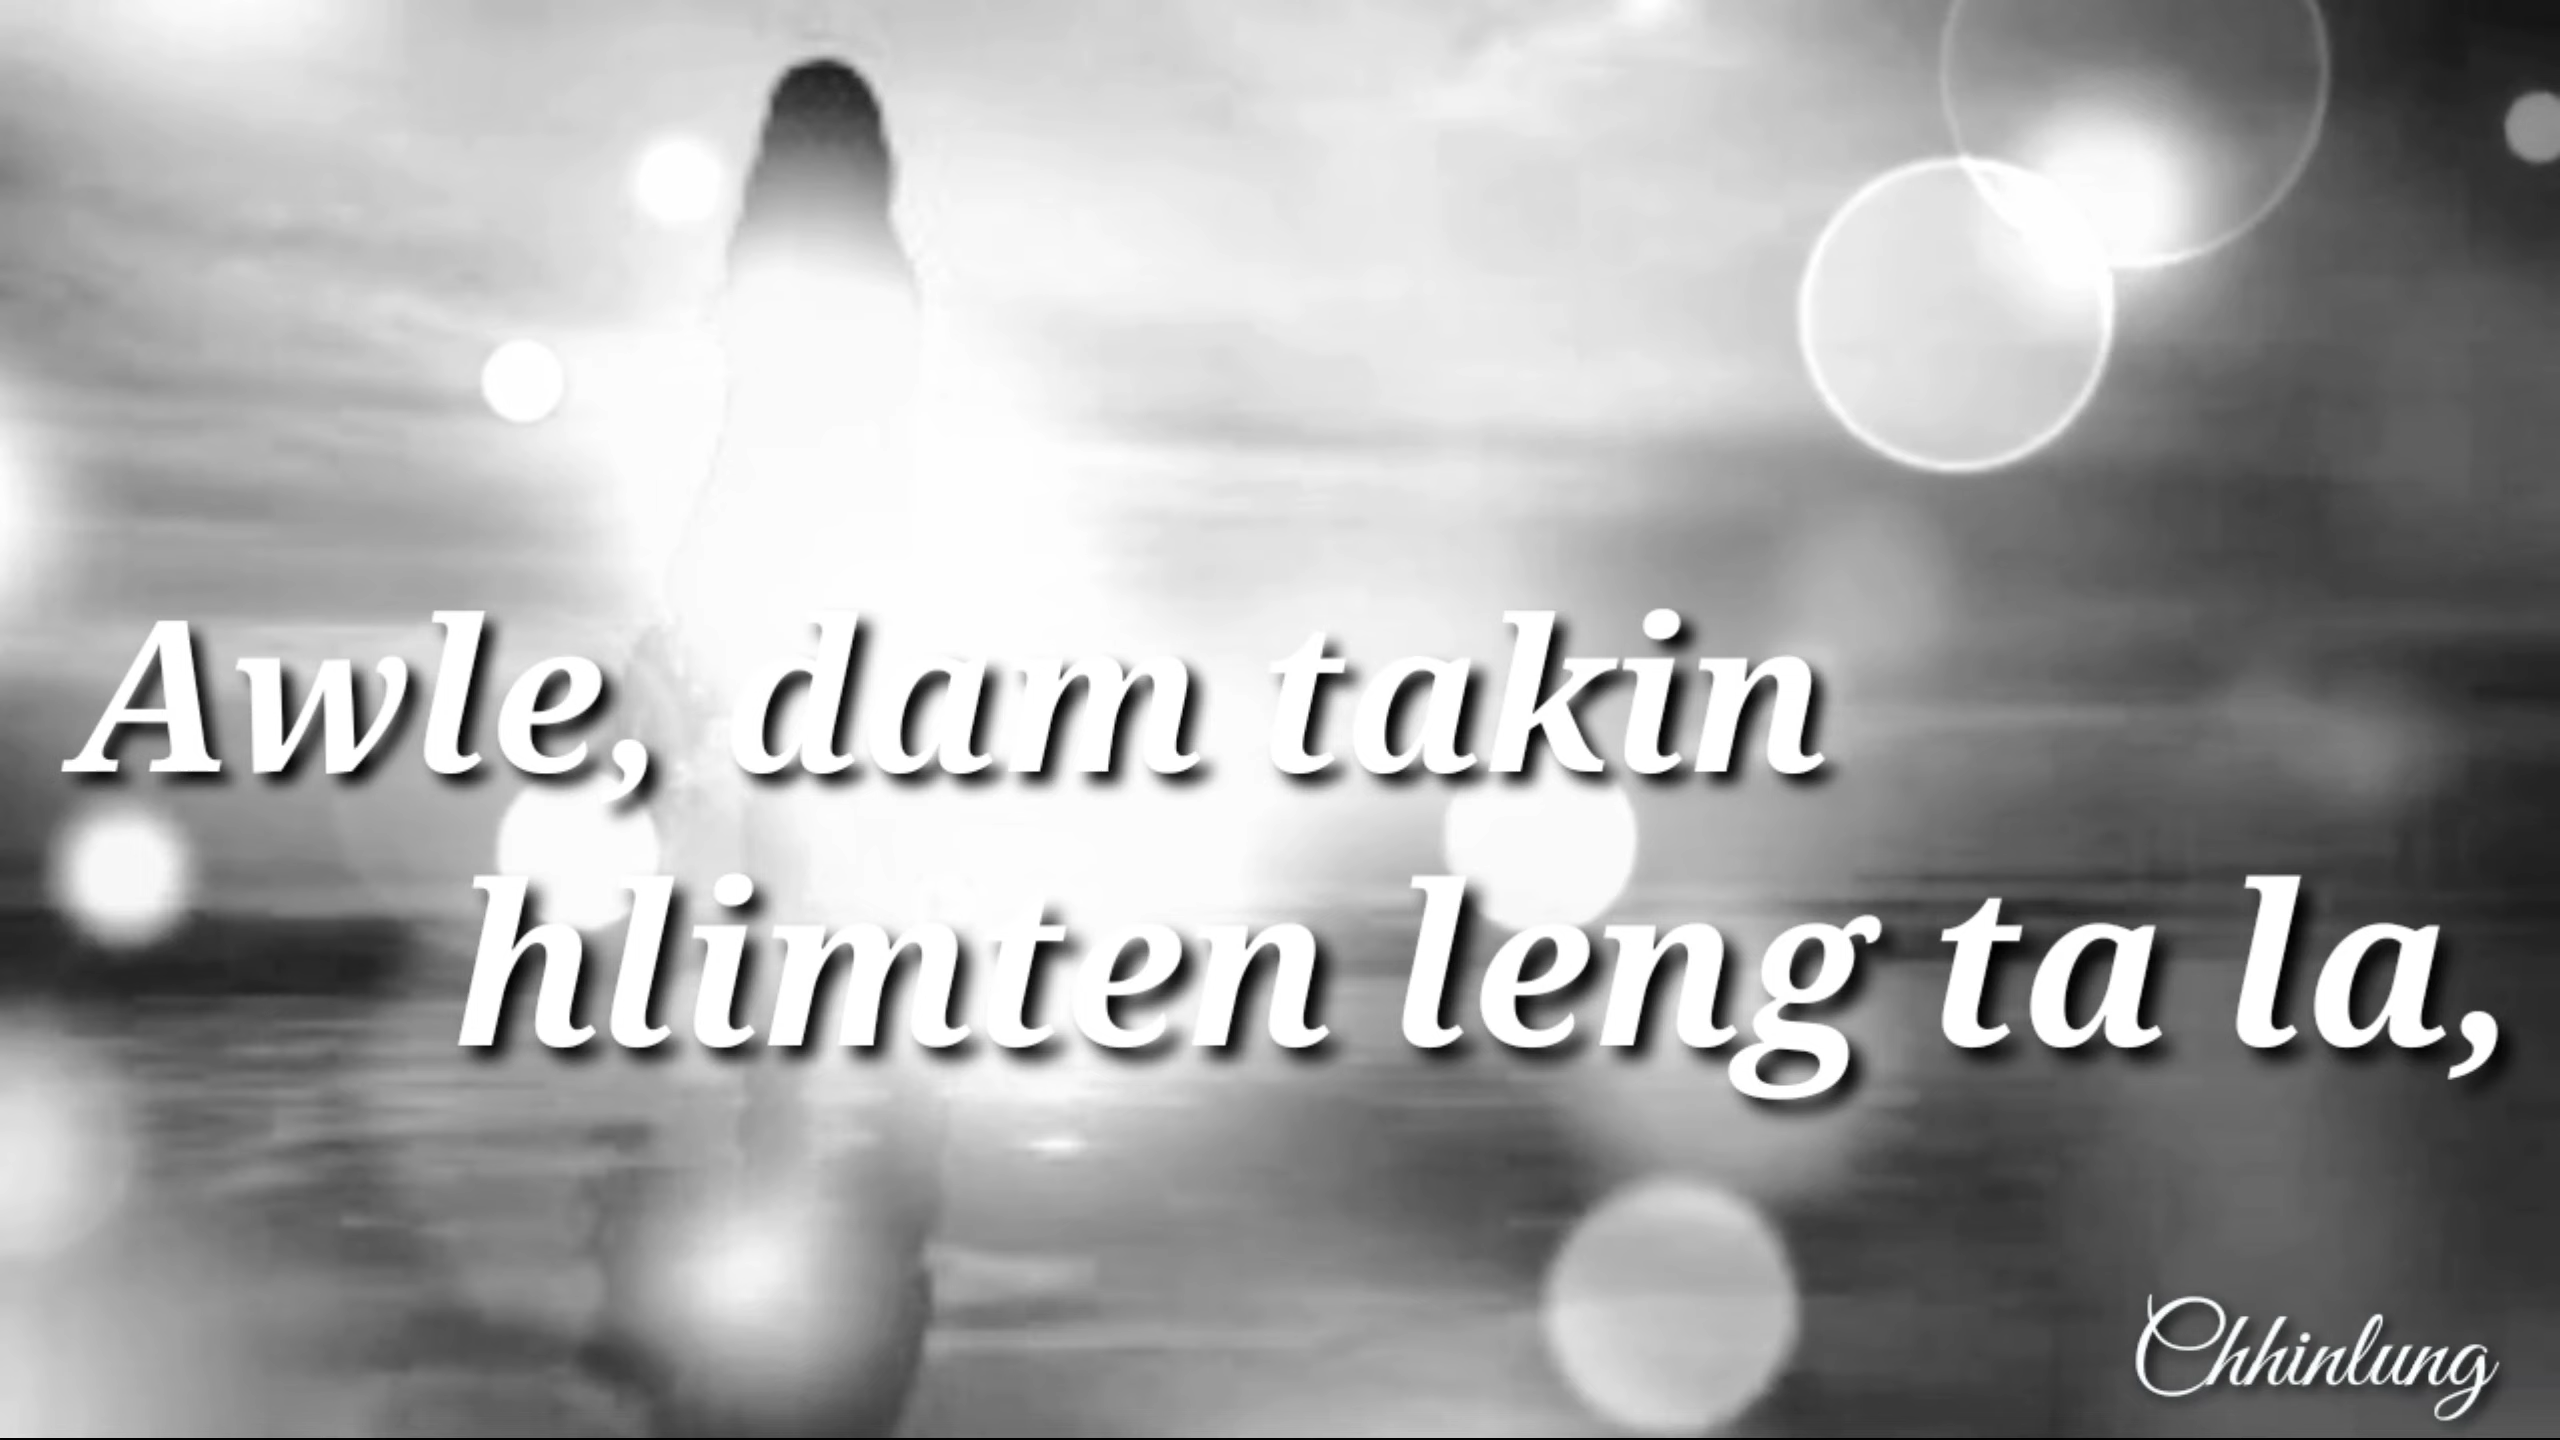 Awle, dam takin
hlimten leng ta la,
Chhinlung